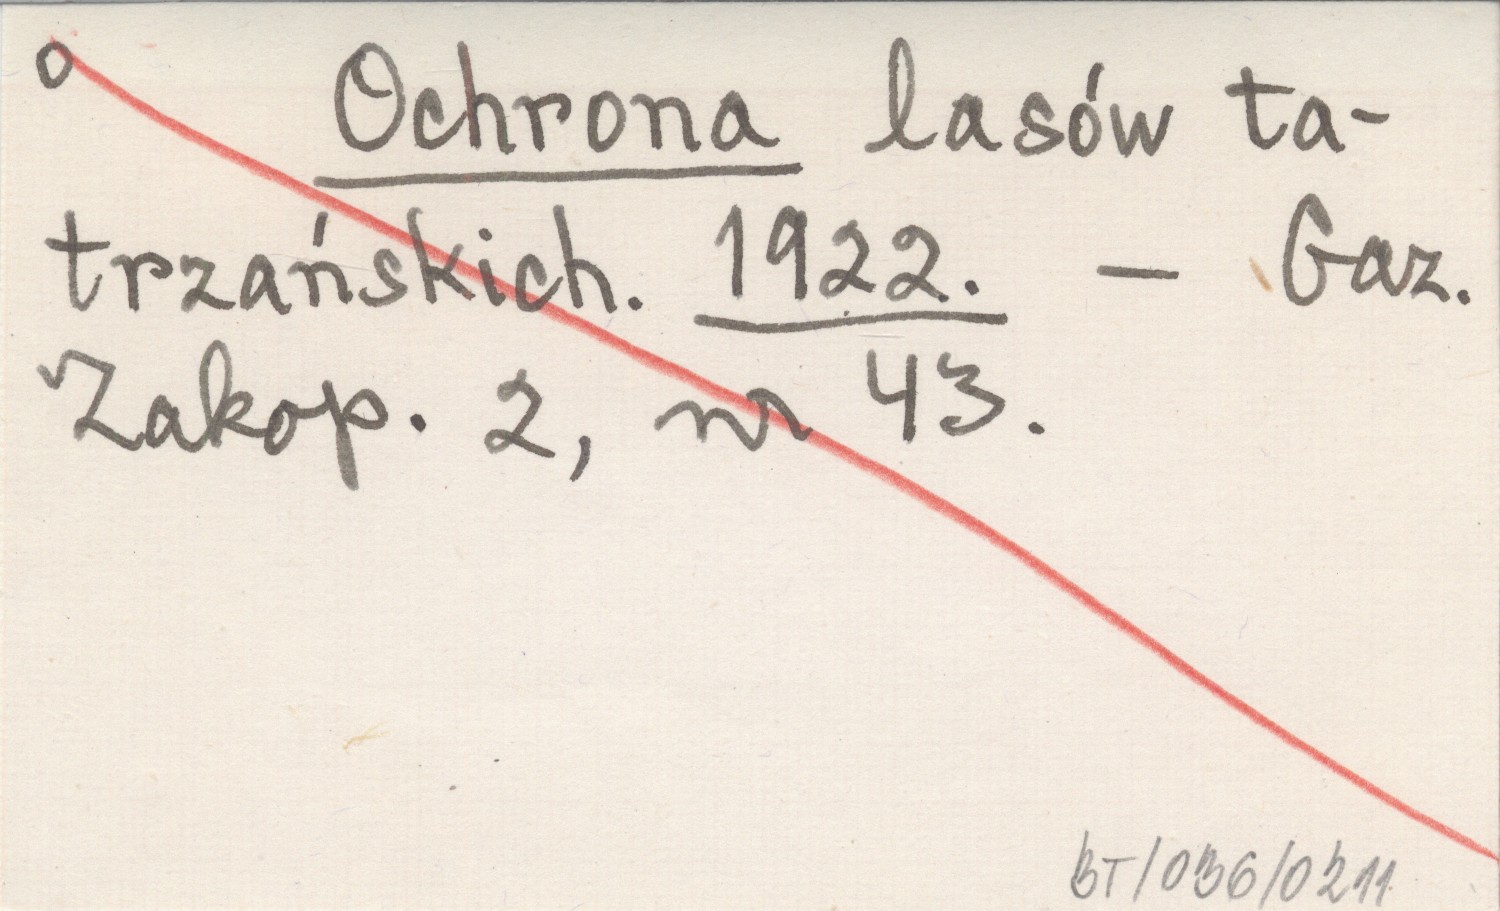 o Ochrona lasów ta-
trzańskich. 1922. — Gaz.
Zakop. 2, nr 43.
BT/036/0211